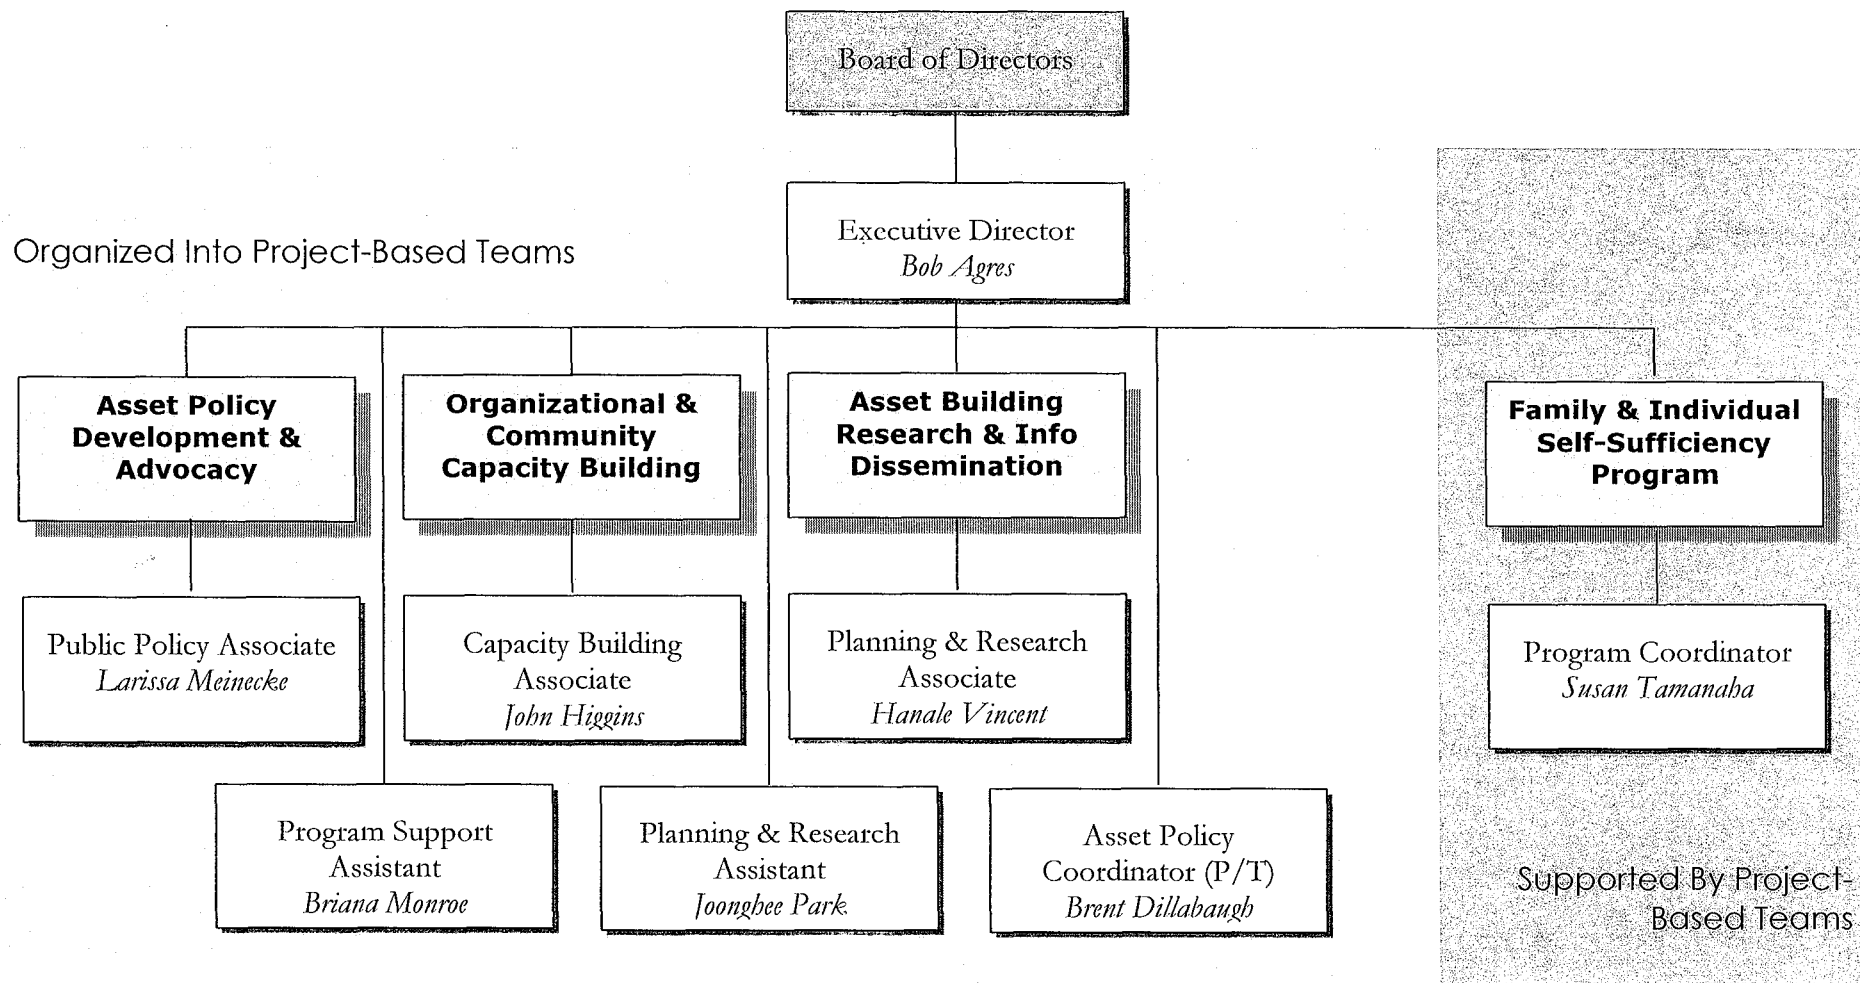 Board of Directors
Executive Director
Bob Agres
Organized Into Project-Based Teams
Asset Policy
Development &
Advocacy
Organizational &
Community
Capacity Building
Asset Building
Research & Info
Dissemination
Family & Individual
Self-Sufficiency
Program
Public Policy Associate
Larissa Meinecke
Capacity Building
Associate
John Higgins
Planning & Research
Associate
Hanale Vincent
Program Coordinator
Susan Tamanaha
Program Support
Assistant
Briana Monroe
Planning & Research
Assistant
Joonghee Park
Asset Policy
Coordinator (P/T)
Brent Dillabaugh
Supported By Project-
Based Teams